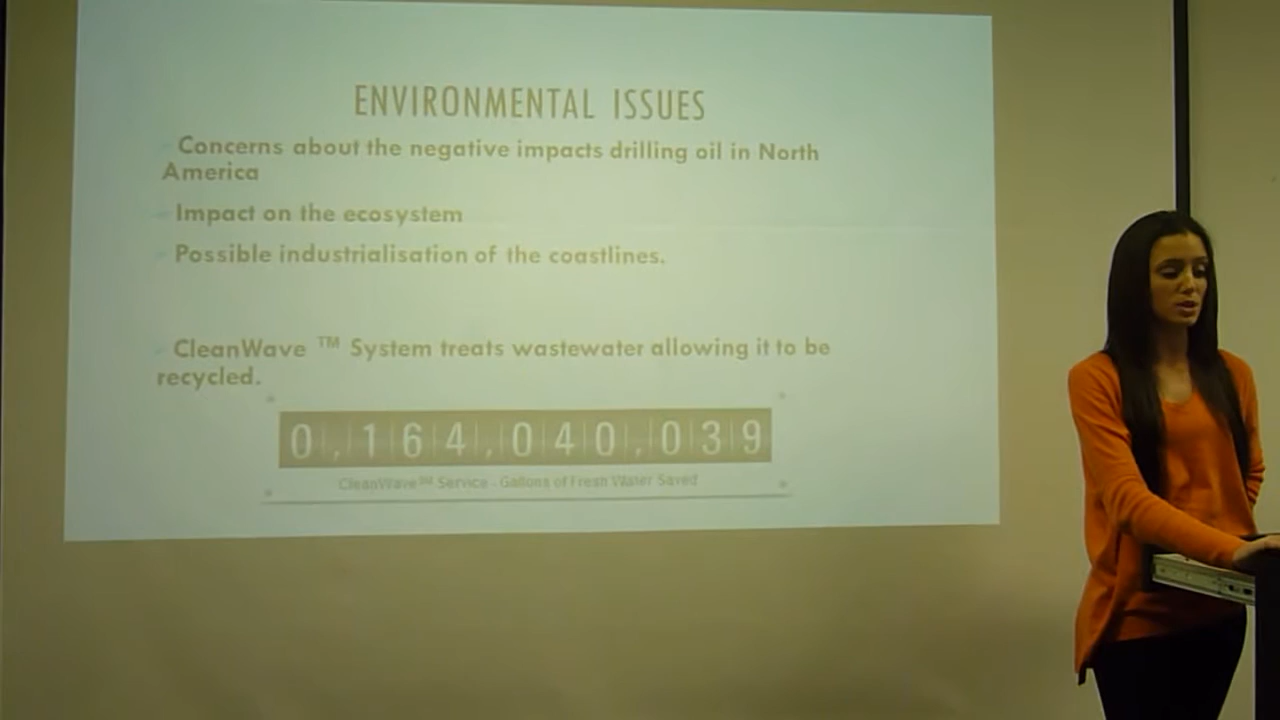 ENVIRONMENTAL ISSUES
Concerns about the negative impacts drilling oil in North
America
Impact on the ecosystem
Possible industrialisation of the coastlines.
CleanWave ™ System treats wastewater allowing it to be
recycled.
0,164,040,039
CleanWave™ Service - Gallons of Fresh Water Saved